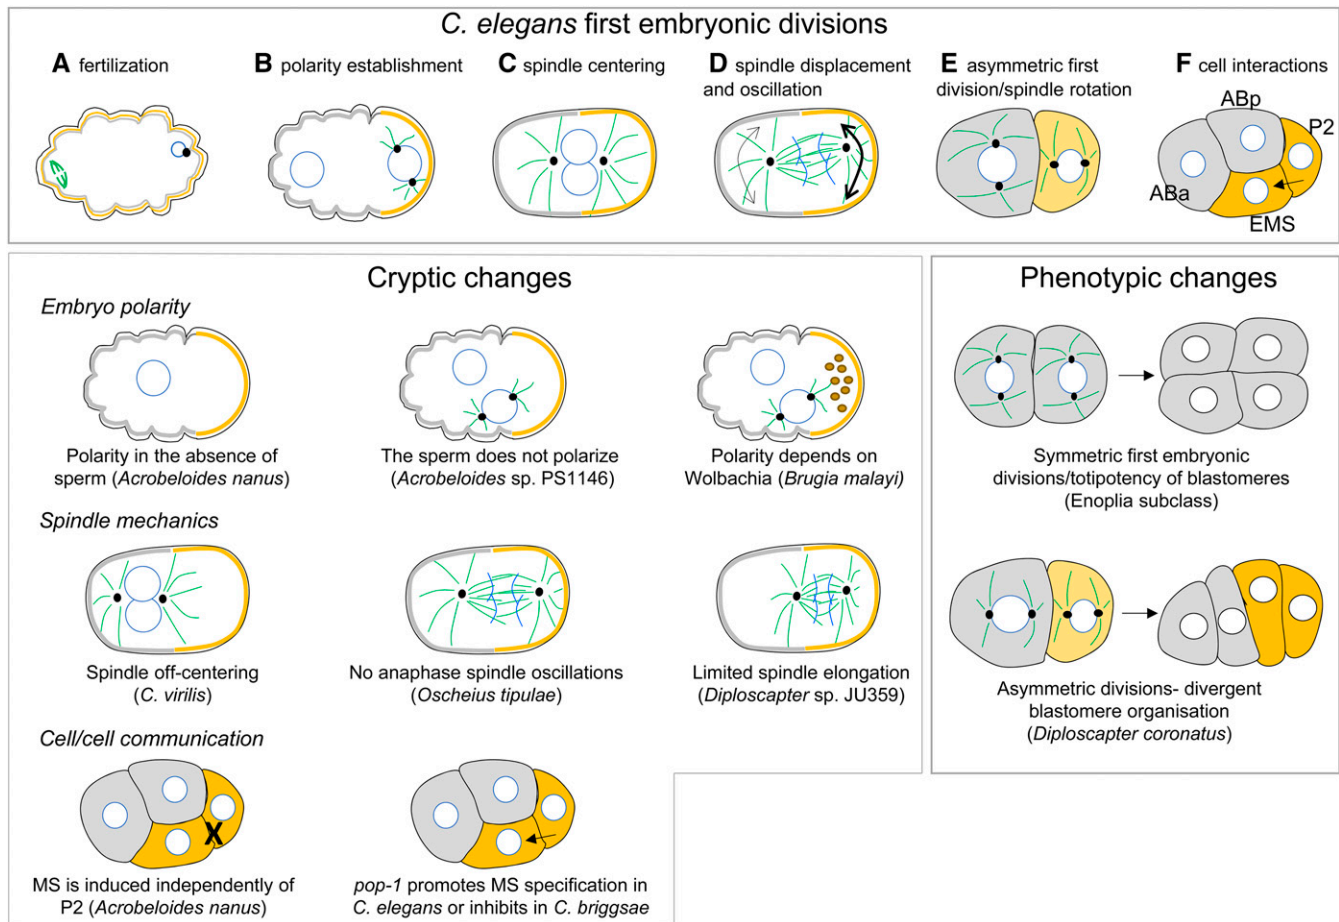 C. elegans first embryonic divisions
A fertilization
B polarity establishment
C spindle centering
D spindle displacement
and oscillation
E asymmetric first
division/spindle rotation
F cell interactions
ABp
P2
ABa
EMS
Cryptic changes
Embryo polarity
Polarity in the absence of
sperm (Acrobeloides nanus)
The sperm does not polarize
(Acrobeloides sp. PS1146)
Polarity depends on
Wolbachia (Brugia malayi)
Spindle mechanics
Spindle off-centering
(C. virilis)
No anaphase spindle oscillations
(Oscheius tipulae)
Limited spindle elongation
(Diploscapter sp. JU359)
Cell/cell communication
X
MS is induced independently of
P2 (Acrobeloides nanus)
pop-1 promotes MS specification in
C. elegans or inhibits in C. briggsae
Phenotypic changes
Symmetric first embryonic
divisions/totipotency of blastomeres
(Enoplia subclass)
Asymmetric divisions- divergent
blastomere organisation
(Diploscapter coronatus)